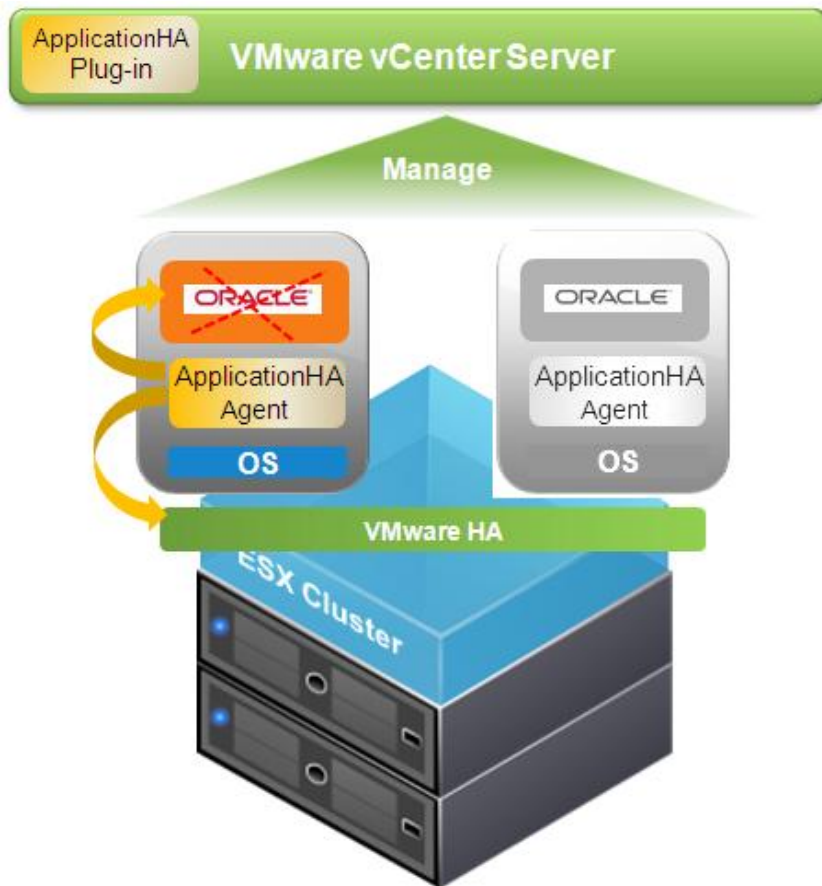 ApplicationHA
Plug-in
VMware vCenter Server
Manage
ORACLE
ApplicationHA
Agent
OS
ORACLE
ApplicationHA
Agent
OS
VMware HA
ESX Cluster